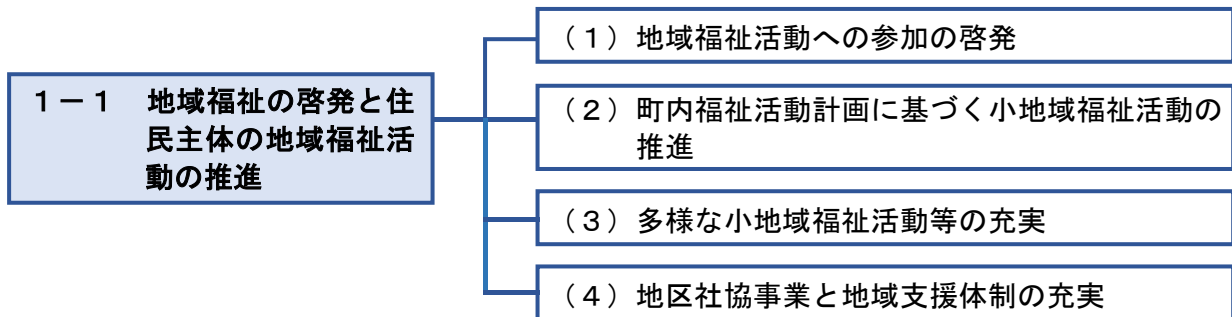 1－1　地域福祉の啓発と住
民主体の地域福祉活
動の推進
（1）地域福祉活動への参加の啓発
（2）町内福祉活動計画に基づく小地域福祉活動の
推進
（3）多様な小地域福祉活動等の充実
（4）地区社協事業と地域支援体制の充実